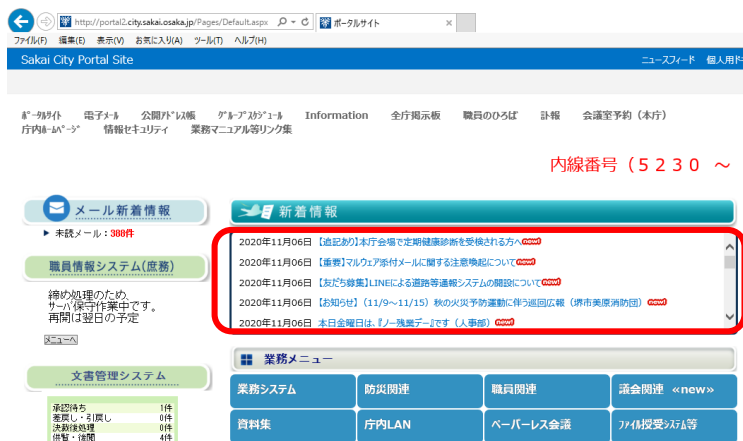 http://portal2.city.sakai.osaka.jp/Pages/Default.aspx
ポータルサイト
ファイル(F) 編集(E) 表示(V) お気に入り(A) ツール(T) ヘルプ(H)
Sakai City Portal Site
ニュースフィード 個人用ド
ﾎﾟｰﾀﾙｻｲﾄ 電子ﾒｰﾙ 公開ｱﾄﾞﾚｽ帳 ｸﾞﾙｰﾌﾟｽｹｼﾞｭｰﾙ Information 全庁掲示板 職員のひろば 訃報 会議室予約（本庁）
庁内ﾎｰﾑﾍﾟｰｼﾞ 情報セキュリティ 業務マニュアル等リンク集
内線番号（５２３０ ～
メール新着情報
未読メール：388件
職員情報システム(庶務)
締め処理のため、
サーバ保守作業中です。
再開は翌日の予定
メニューへ
文書管理システム
承認待ち 1件
差戻し・引戻し 0件
決裁後処理 0件
供覧・後閲 4件
新着情報
2020年11月06日 【追記あり】本庁会場で定期健康診断を受検される方へ new!
2020年11月06日 【重要】マルウェア添付メールに関する注意喚起について new!
2020年11月06日 【友だち募集】LINEによる道路等通報システムの開設について new!
2020年11月06日 【お知らせ】（11/9～11/15）秋の火災予防運動に伴う巡回広報（堺市美原消防団） new!
2020年11月06日 本日金曜日は、『ノー残業デー』です（人事部） new!
業務メニュー
業務システム 防災関連 職員関連 議会関連 «new»
資料集 庁内LAN ペーパーレス会議 ﾌｧｲﾙ授受ｼｽﾃﾑ等